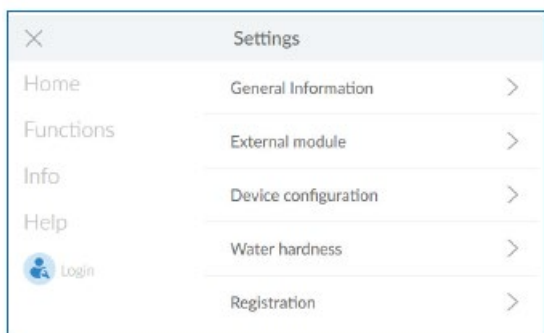 Settings
Home
Functions
Info
Help
Login
General Information
External module
Device configuration
Water hardness
Registration